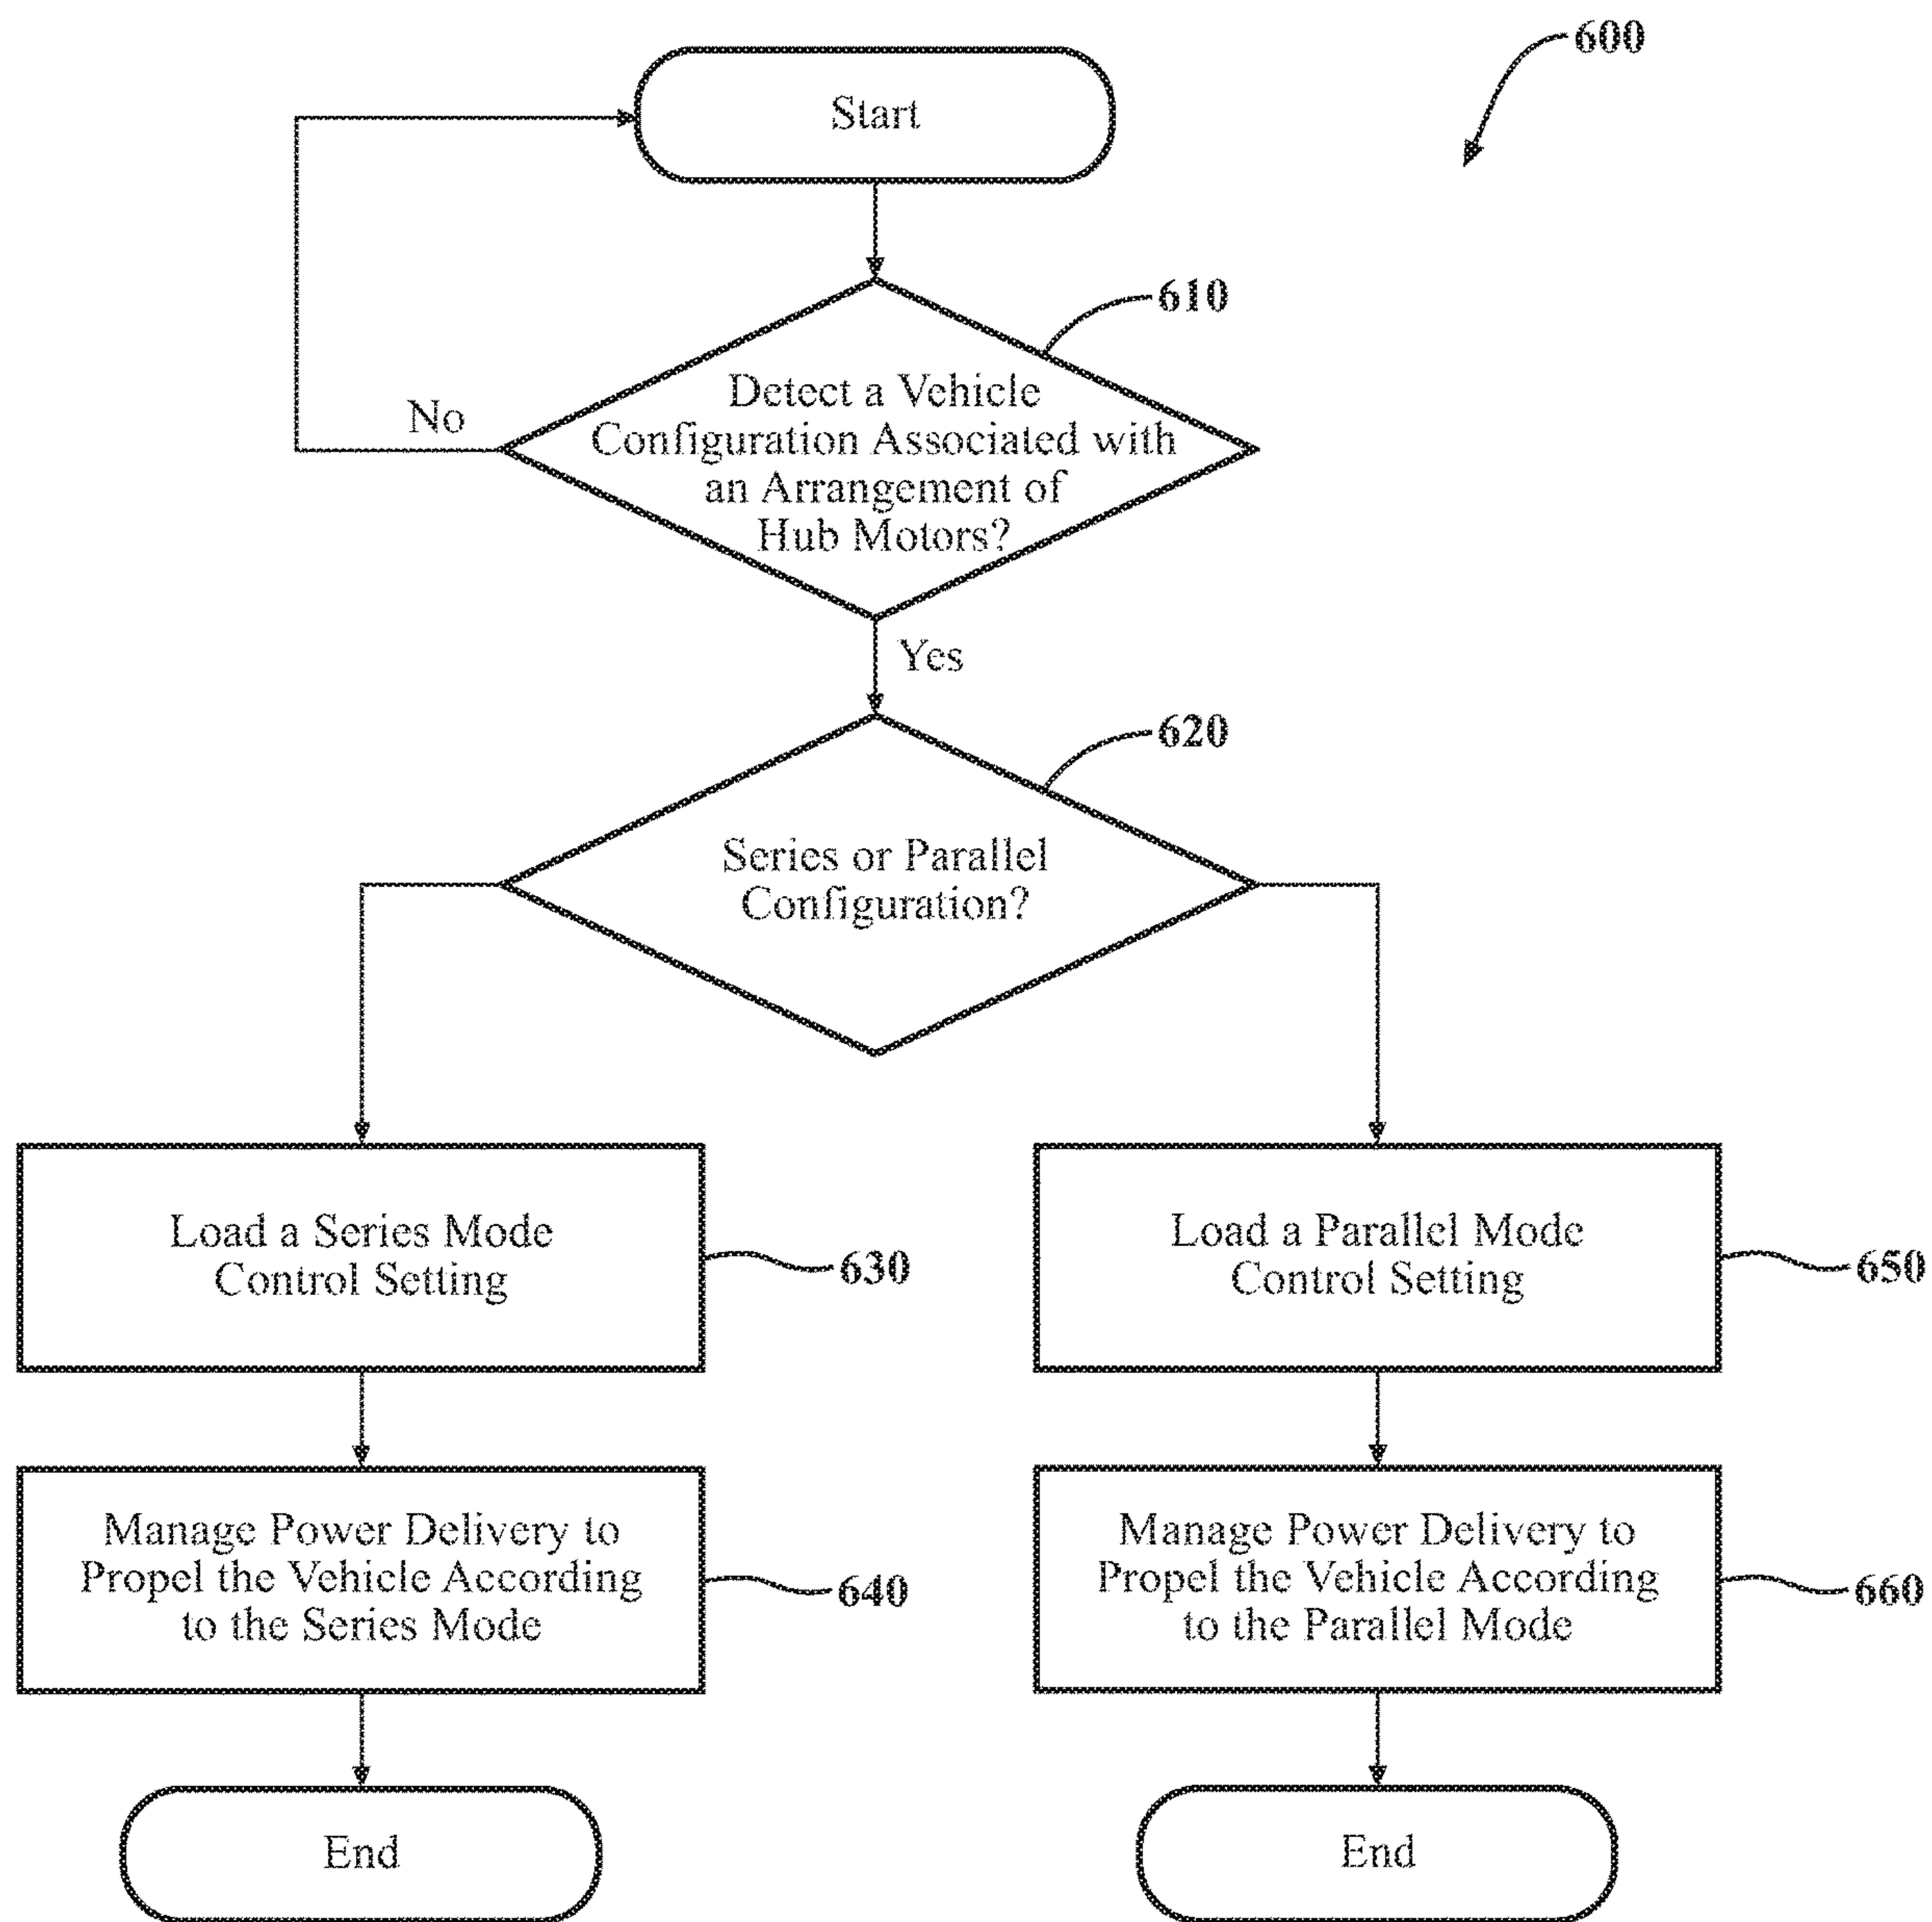 600
Start
610
Detect a Vehicle
Configuration Associated with
an Arrangement of
Hub Motors?
No
Yes
620
Series or Parallel
Configuration?
Load a Series Mode
Control Setting
630
Load a Parallel Mode
Control Setting
650
Manage Power Delivery to
Propel the Vehicle According
to the Series Mode
640
Manage Power Delivery to
Propel the Vehicle According
to the Parallel Mode
660
End
End